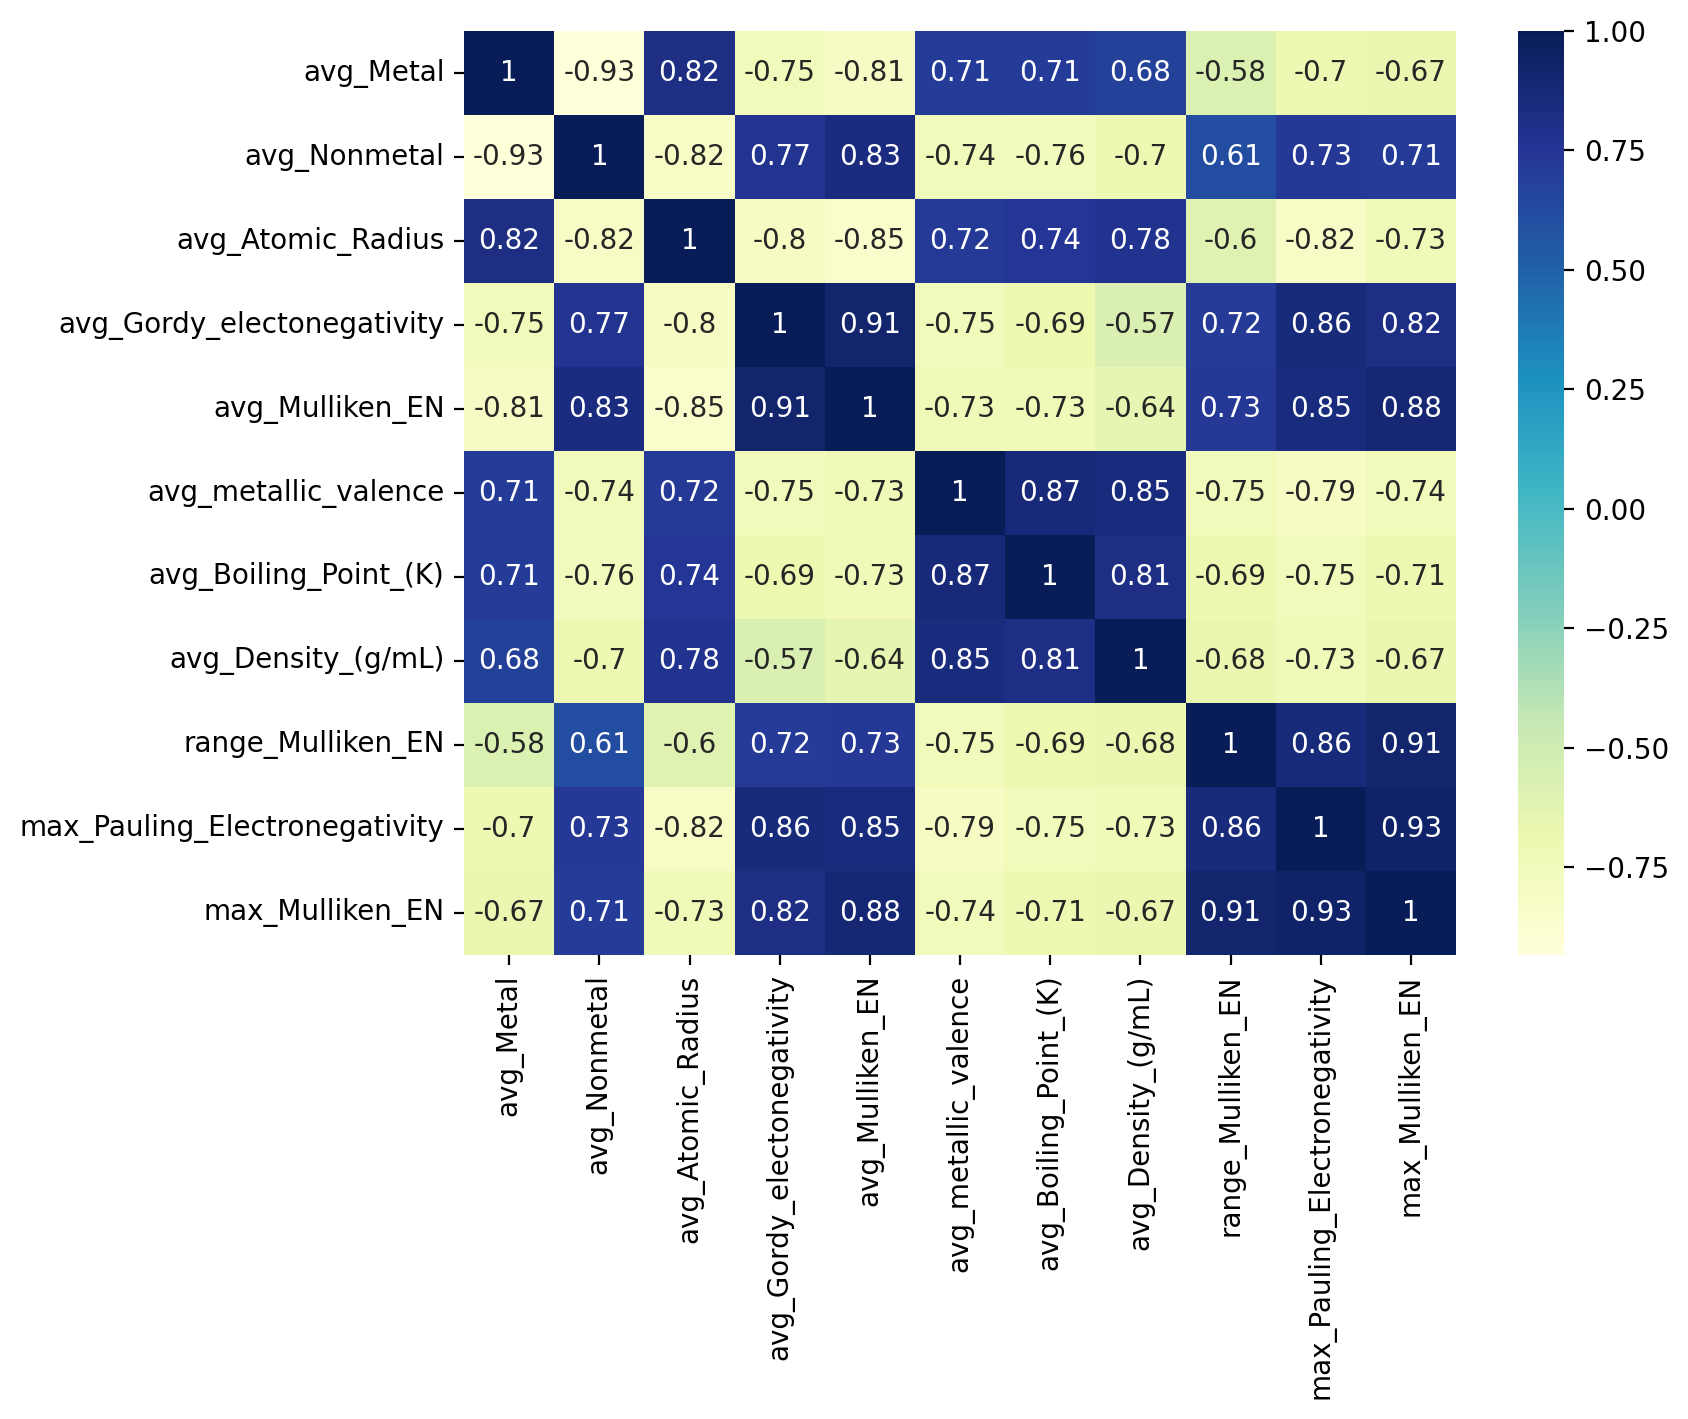 avg_Metal 1 -0.93 0.82 -0.75 -0.81 0.71 0.71 0.68 -0.58 -0.7 -0.67
avg_Nonmetal -0.93 1 -0.82 0.77 0.83 -0.74 -0.76 -0.7 0.61 0.73 0.71
avg_Atomic_Radius 0.82 -0.82 1 -0.8 -0.85 0.72 0.74 0.78 -0.6 -0.82 -0.73
avg_Gordy_electonegativity -0.75 0.77 -0.8 1 0.91 -0.75 -0.69 -0.57 0.72 0.86 0.82
avg_Mulliken_EN -0.81 0.83 -0.85 0.91 1 -0.73 -0.73 -0.64 0.73 0.85 0.88
avg_metallic_valence 0.71 -0.74 0.72 -0.75 -0.73 1 0.87 0.85 -0.75 -0.79 -0.74
avg_Boiling_Point_(K) 0.71 -0.76 0.74 -0.69 -0.73 0.87 1 0.81 -0.69 -0.75 -0.71
avg_Density_(g/mL) 0.68 -0.7 0.78 -0.57 -0.64 0.85 0.81 1 -0.68 -0.73 -0.67
range_Mulliken_EN -0.58 0.61 -0.6 0.72 0.73 -0.75 -0.69 -0.68 1 0.86 0.91
max_Pauling_Electronegativity -0.7 0.73 -0.82 0.86 0.85 -0.79 -0.75 -0.73 0.86 1 0.93
max_Mulliken_EN -0.67 0.71 -0.73 0.82 0.88 -0.74 -0.71 -0.67 0.91 0.93 1
avg_Metal
avg_Nonmetal
avg_Atomic_Radius
avg_Gordy_electonegativity
avg_Mulliken_EN
avg_metallic_valence
avg_Boiling_Point_(K)
avg_Density_(g/mL)
range_Mulliken_EN
max_Pauling_Electronegativity
max_Mulliken_EN
1.00
0.75
0.50
0.25
0.00
−0.25
−0.50
−0.75